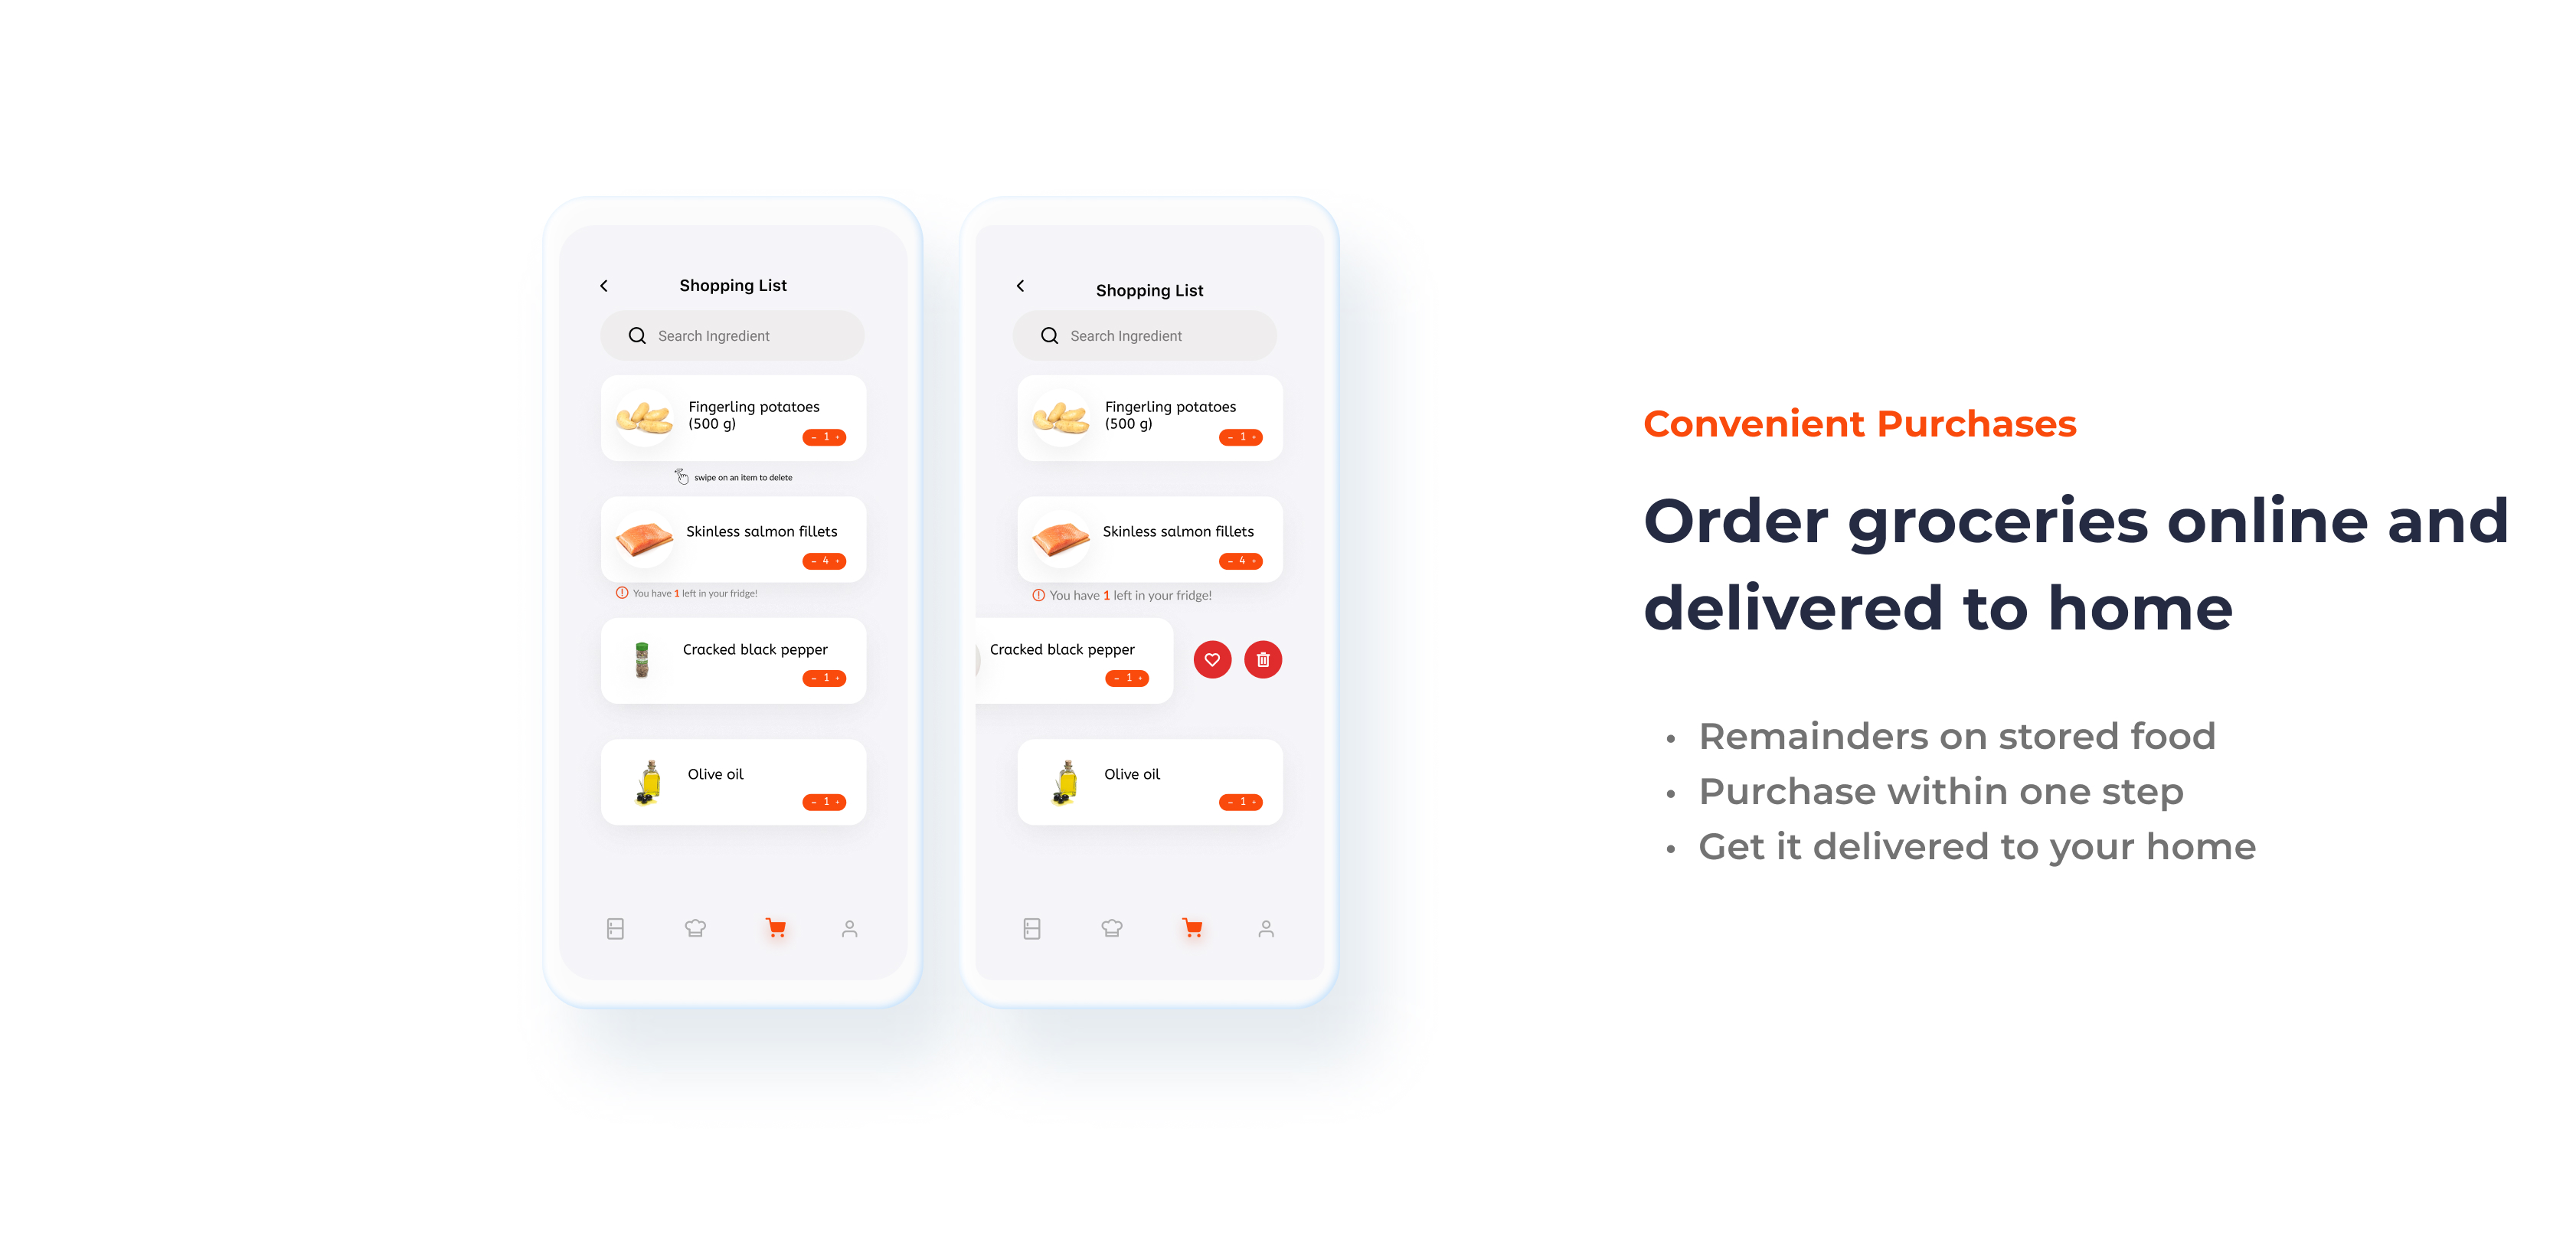 Shopping List
Search Ingredient
Fingerling potatoes
(500 g)
- 1 +
swipe on an item to delete
Skinless salmon fillets
- 4 +
You have 1 left in your fridge!
Cracked black pepper
- 1 +
Olive oil
- 1 +
Shopping List
Search Ingredient
Fingerling potatoes
(500 g)
- 1 +
Skinless salmon fillets
- 4 +
You have 1 left in your fridge!
Cracked black pepper
- 1 +
Olive oil
- 1 +
Convenient Purchases
Order groceries online and
delivered to home
• Remainders on stored food
• Purchase within one step
• Get it delivered to your home